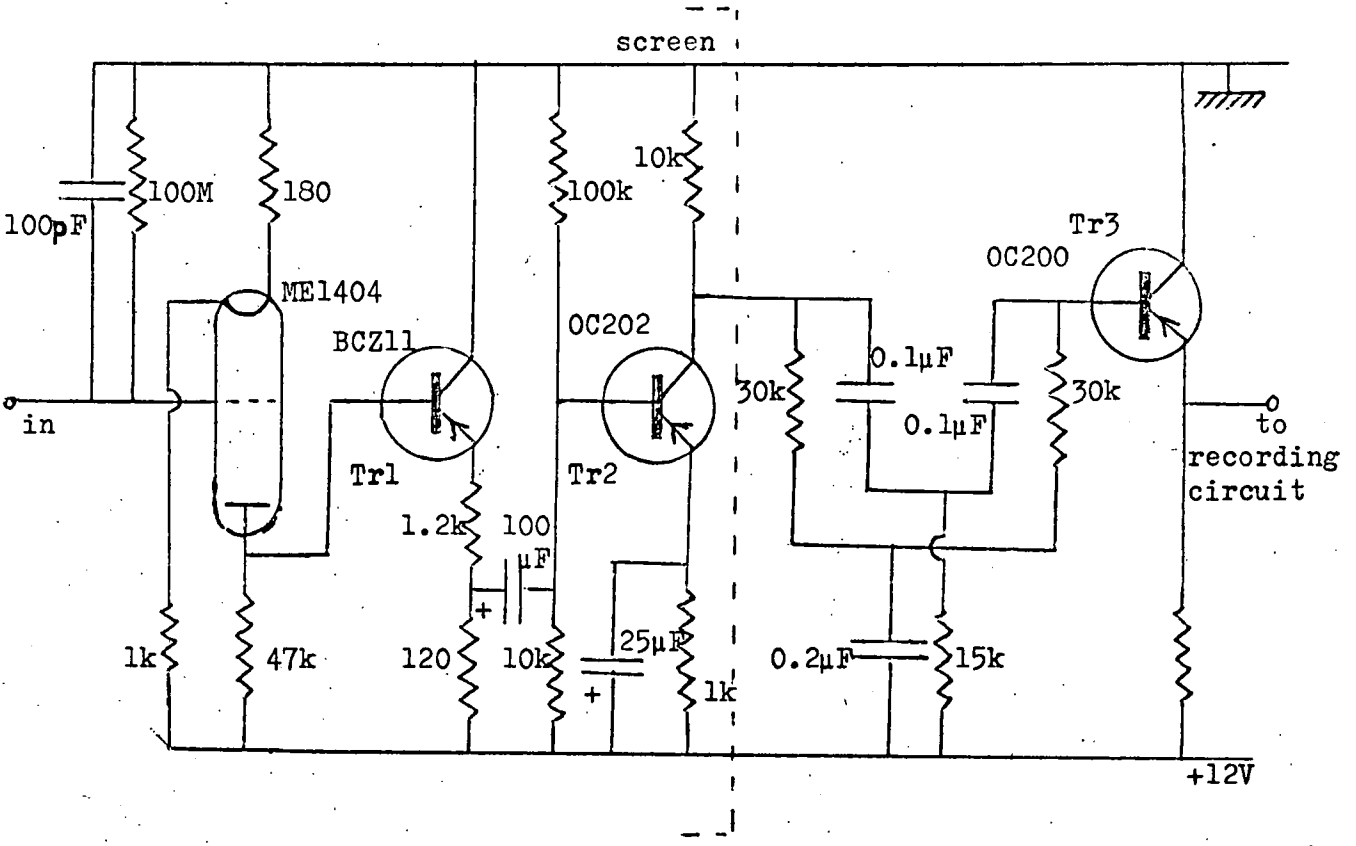 screen
100pF
100M
180
100k
10k
Tr3
OC200
ME1404
BCZ11
OC202
in
30k
0.1µF
0.1µF
30k
to
recording
circuit
Tr1
Tr2
1.2k
100
µF
+
1k
47k
120
10k
25µF
+
1k
0.2µF
15k
+12V